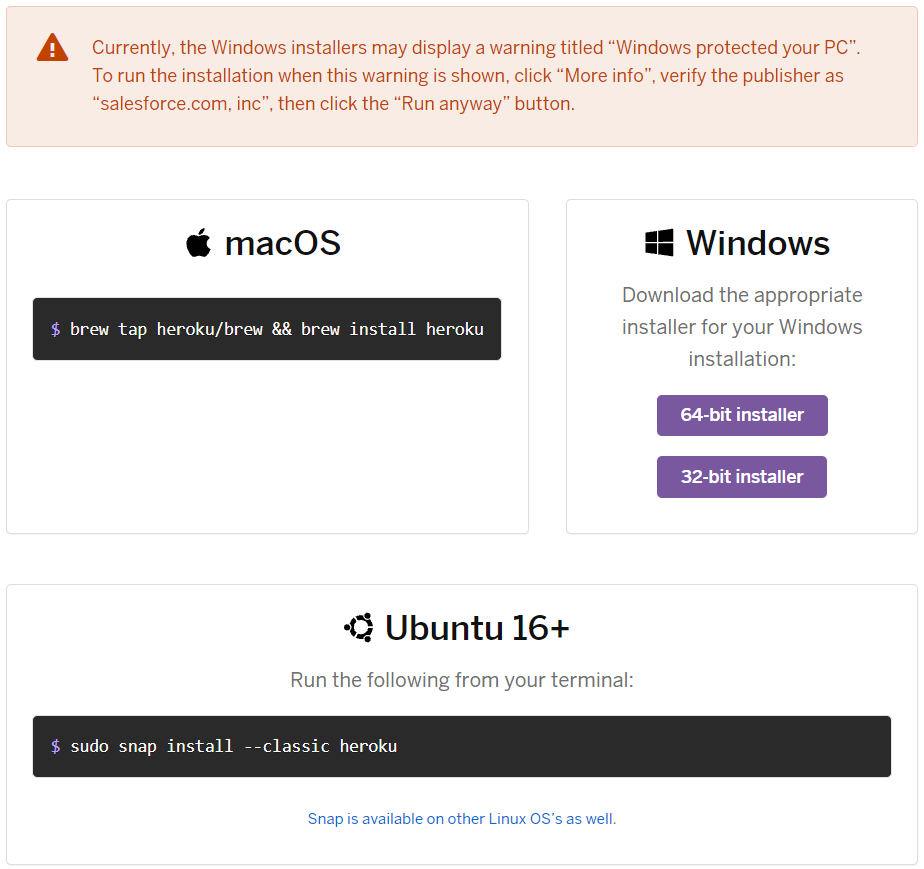 Currently, the Windows installers may display a warning titled “Windows protected your PC”.
To run the installation when this warning is shown, click “More info”, verify the publisher as
“salesforce.com, inc”, then click the “Run anyway” button.
macOS
$ brew tap heroku/brew && brew install heroku
Windows
Download the appropriate
installer for your Windows
installation:
64-bit installer
32-bit installer
Ubuntu 16+
Run the following from your terminal:
$ sudo snap install --classic heroku
Snap is available on other Linux OS’s as well.